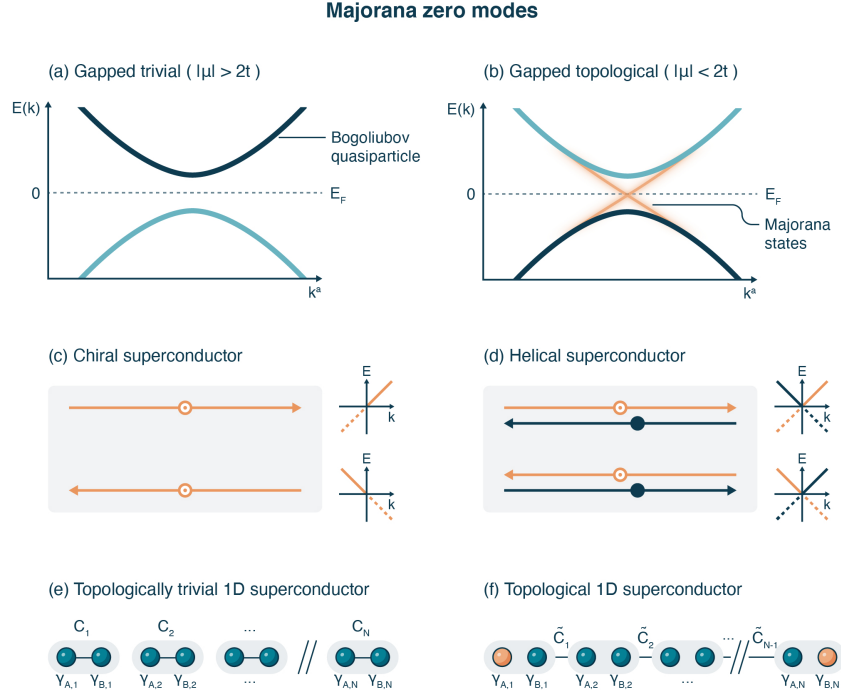 Majorana zero modes
(a) Gapped trivial ( |μ| > 2t )
E(k)
Bogoliubov
quasiparticle
0
E_F
k^a
(b) Gapped topological ( |μ| < 2t )
E(k)
0
E_F
Majorana
states
k^a
(c) Chiral superconductor
E
k
E
k
(d) Helical superconductor
E
k
E
k
(e) Topologically trivial 1D superconductor
C_1 C_2 ... C_N
γ_A,1 γ_B,1 γ_A,2 γ_B,2 ... γ_A,N γ_B,N
(f) Topological 1D superconductor
C̃_1 C̃_2 ... C̃_N-1
γ_A,1 γ_B,1 γ_A,2 γ_B,2 ... γ_A,N γ_B,N